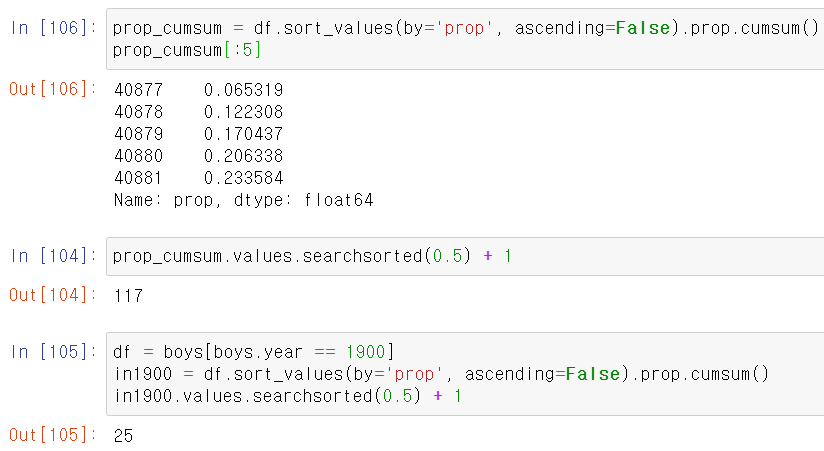 In [106]: prop_cumsum = df.sort_values(by='prop', ascending=False).prop.cumsum()
prop_cumsum[:5]
Out[106]: 40877    0.065319
40878    0.122308
40879    0.170437
40880    0.206338
40881    0.233584
Name: prop, dtype: float64
In [104]: prop_cumsum.values.searchsorted(0.5) + 1
Out[104]: 117
In [105]: df = boys[boys.year == 1900]
in1900 = df.sort_values(by='prop', ascending=False).prop.cumsum()
in1900.values.searchsorted(0.5) + 1
Out[105]: 25